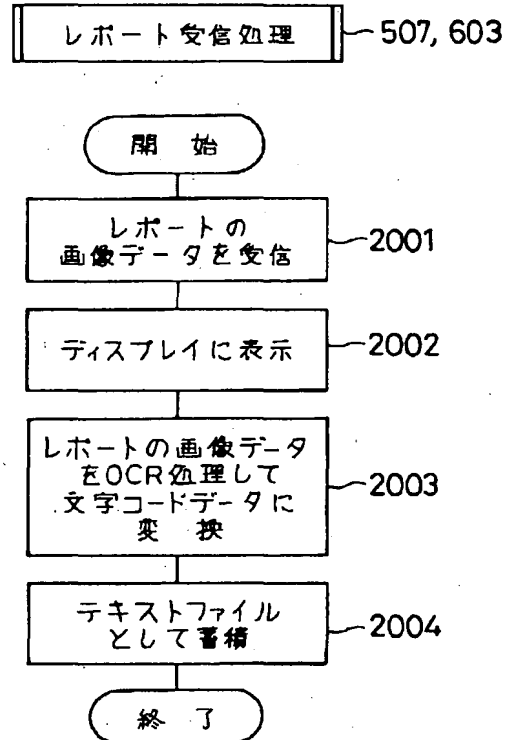 レポート受信処理 507, 603
開 始
レポートの
画像データを受信 2001
ディスプレイに表示 2002
レポートの画像データ
をOCR処理して
文字コードデータに
変 換 2003
テキストファイル
として蓄積 2004
終 了